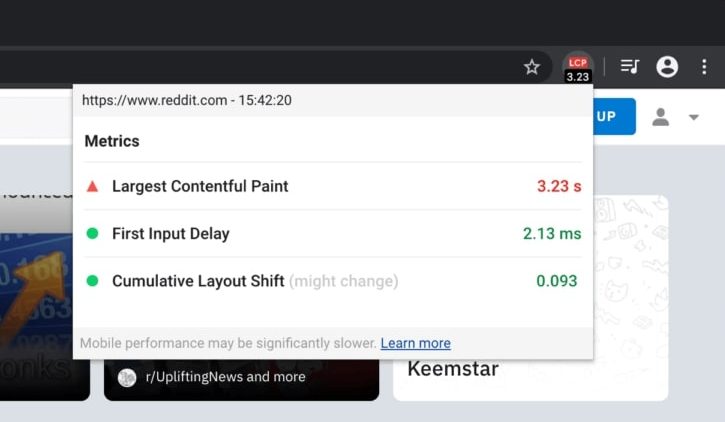 LCP
3.23
https://www.reddit.com - 15:42:20
UP
Metrics
Largest Contentful Paint 3.23 s
First Input Delay 2.13 ms
Cumulative Layout Shift (might change) 0.093
Mobile performance may be significantly slower. Learn more
r/UpliftingNews and more
Keemstar